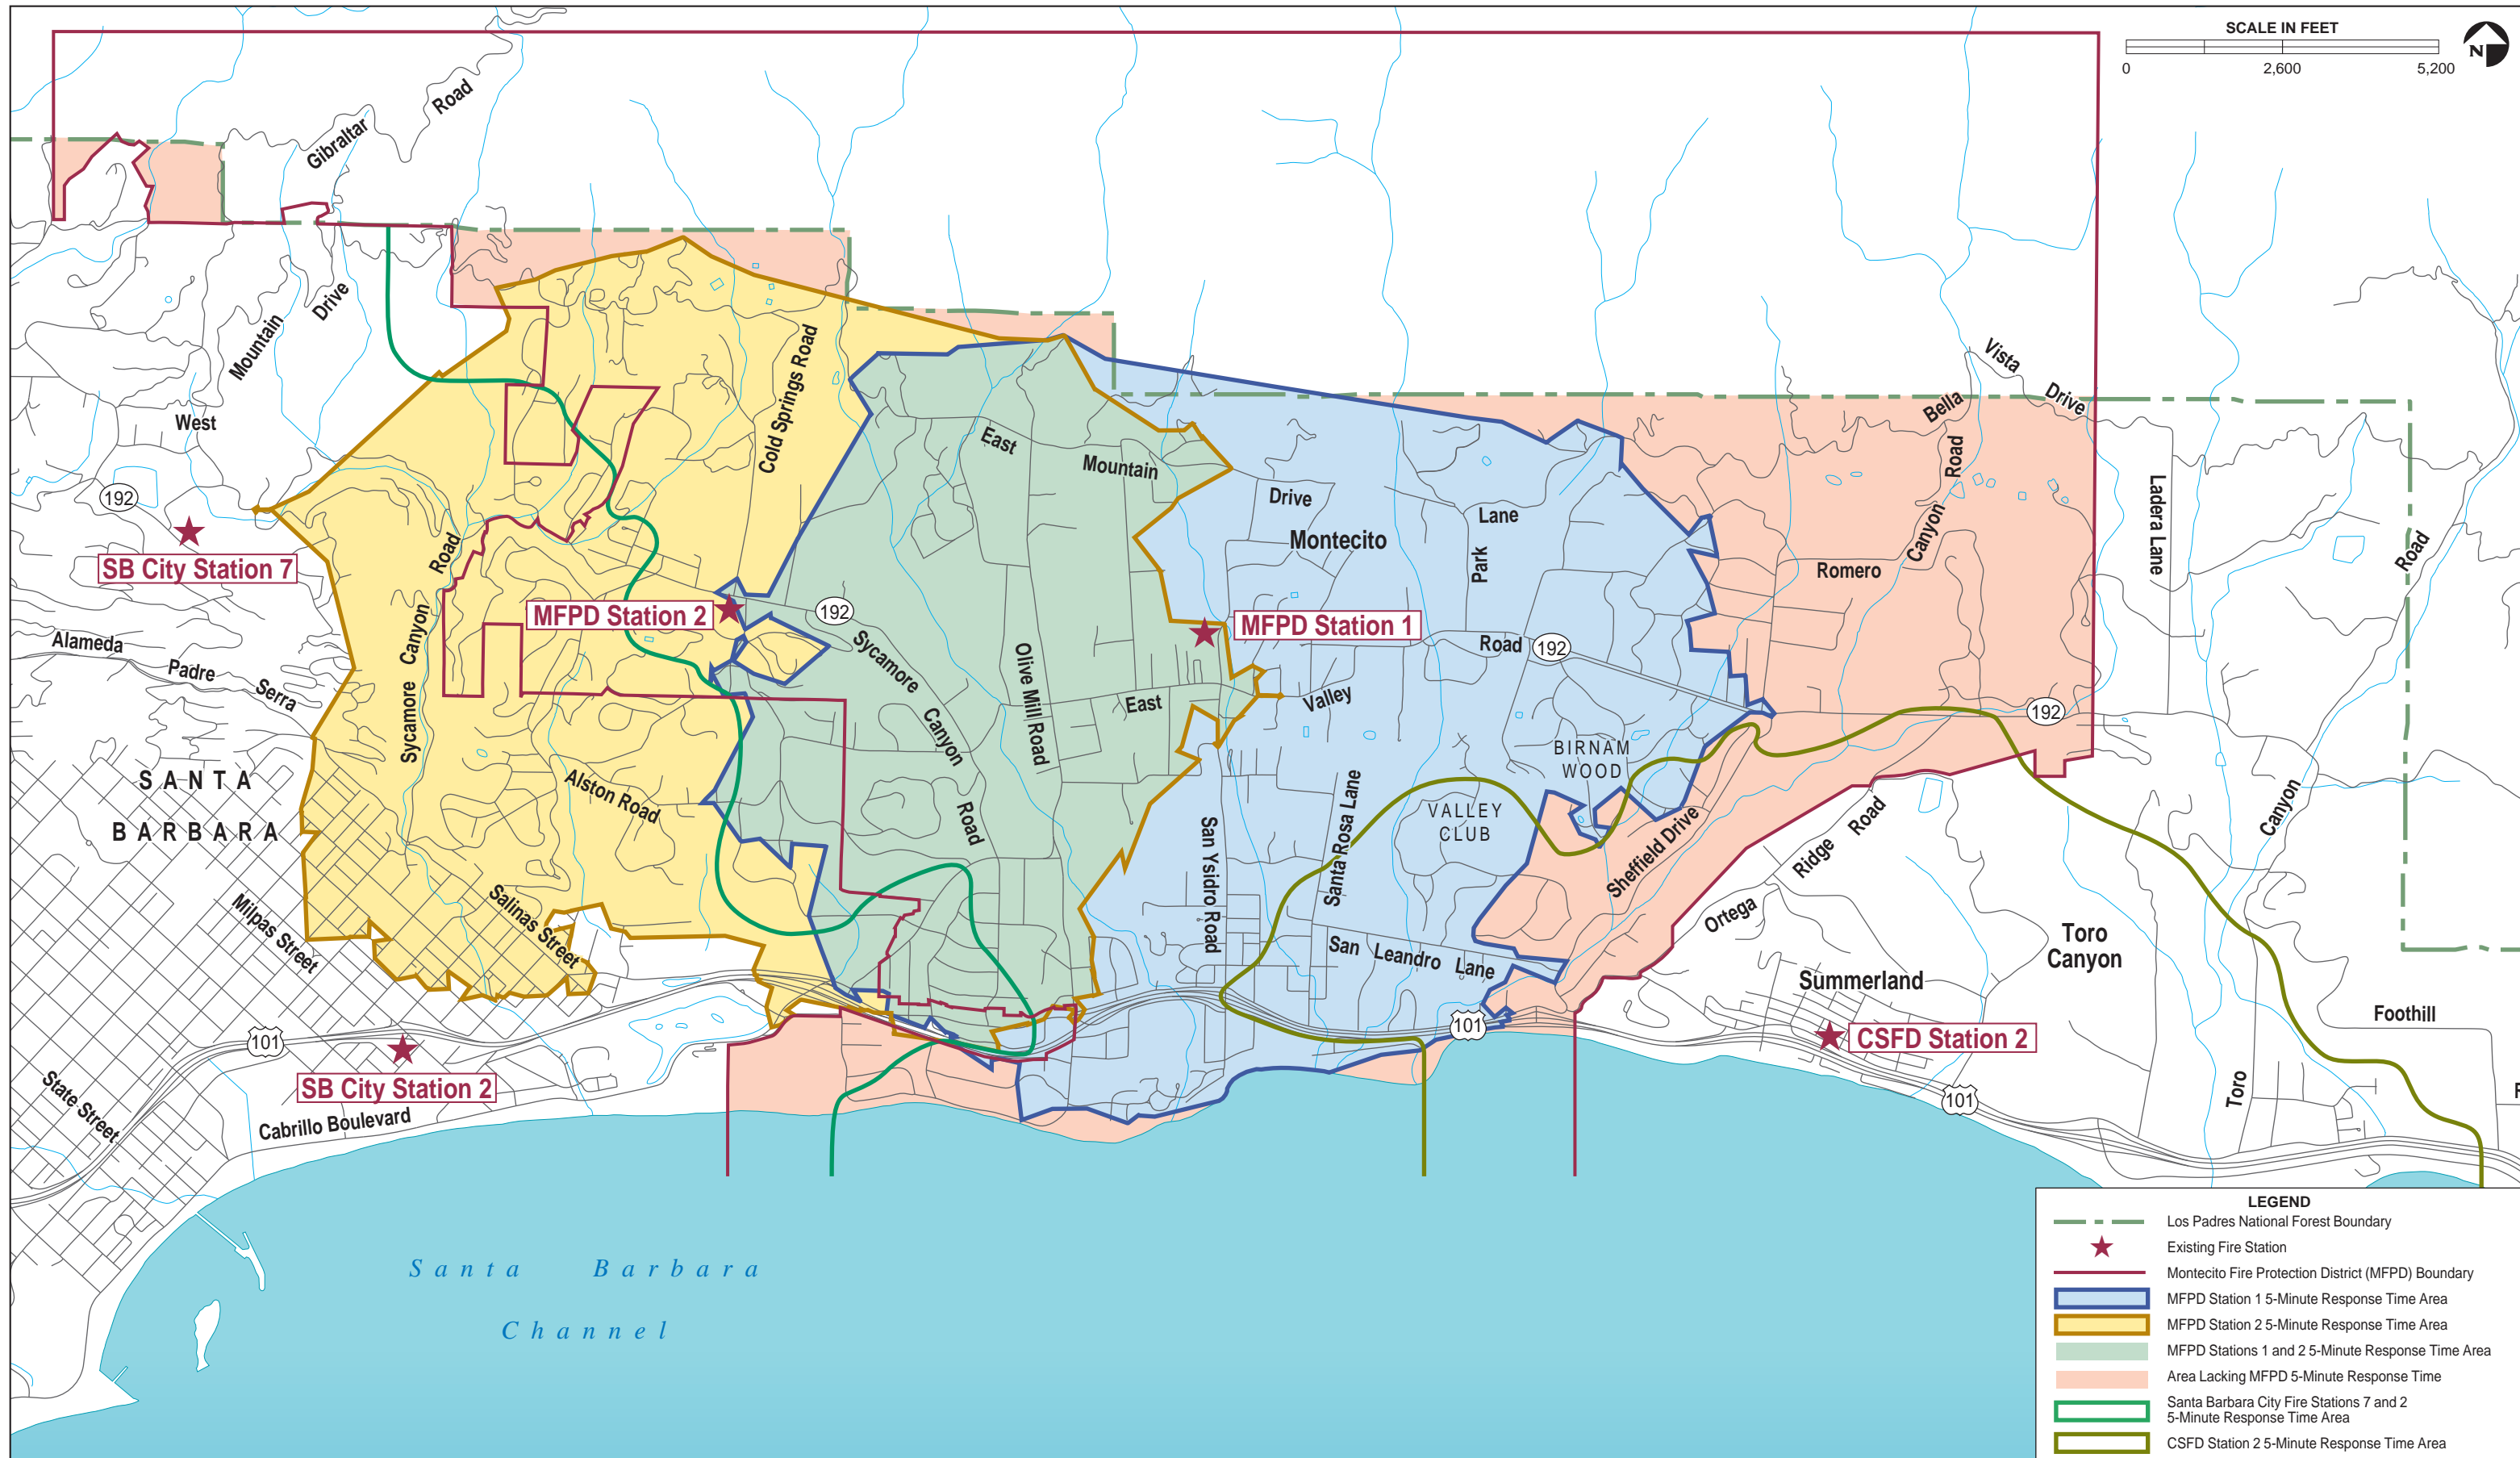 SCALE IN FEET
0 2,600 5,200
N
Road
Gibraltar
Drive
Mountain
West
192
SB City Station 7
Alameda
Padre
Serra
Road
Canyon
Sycamore
Cold Springs Road
MFPD Station 2
192
Sycamore
Canyon
Road
Olive Mill Road
East
Mountain
Drive
Montecito
Lane
Park
MFPD Station 1
Road
192
East
Valley
Vista
Drive
Bella
Road
Canyon
Romero
Ladera Lane
Road
Canyon
Toro
192
SANTA
BARBARA
Alston Road
Salinas Street
Milpas Street
BIRNAM
WOOD
VALLEY
CLUB
Santa Rosa Lane
San Ysidro Road
Sheffield Drive
San Leandro Lane
Ortega
Ridge
Road
Toro
Canyon
Summerland
CSFD Station 2
Foothill
101
101
101
SB City Station 2
State Street
Cabrillo Boulevard
Santa Barbara
Channel
LEGEND
Los Padres National Forest Boundary
Existing Fire Station
Montecito Fire Protection District (MFPD) Boundary
MFPD Station 1 5-Minute Response Time Area
MFPD Station 2 5-Minute Response Time Area
MFPD Stations 1 and 2 5-Minute Response Time Area
Area Lacking MFPD 5-Minute Response Time
Santa Barbara City Fire Stations 7 and 2
5-Minute Response Time Area
CSFD Station 2 5-Minute Response Time Area